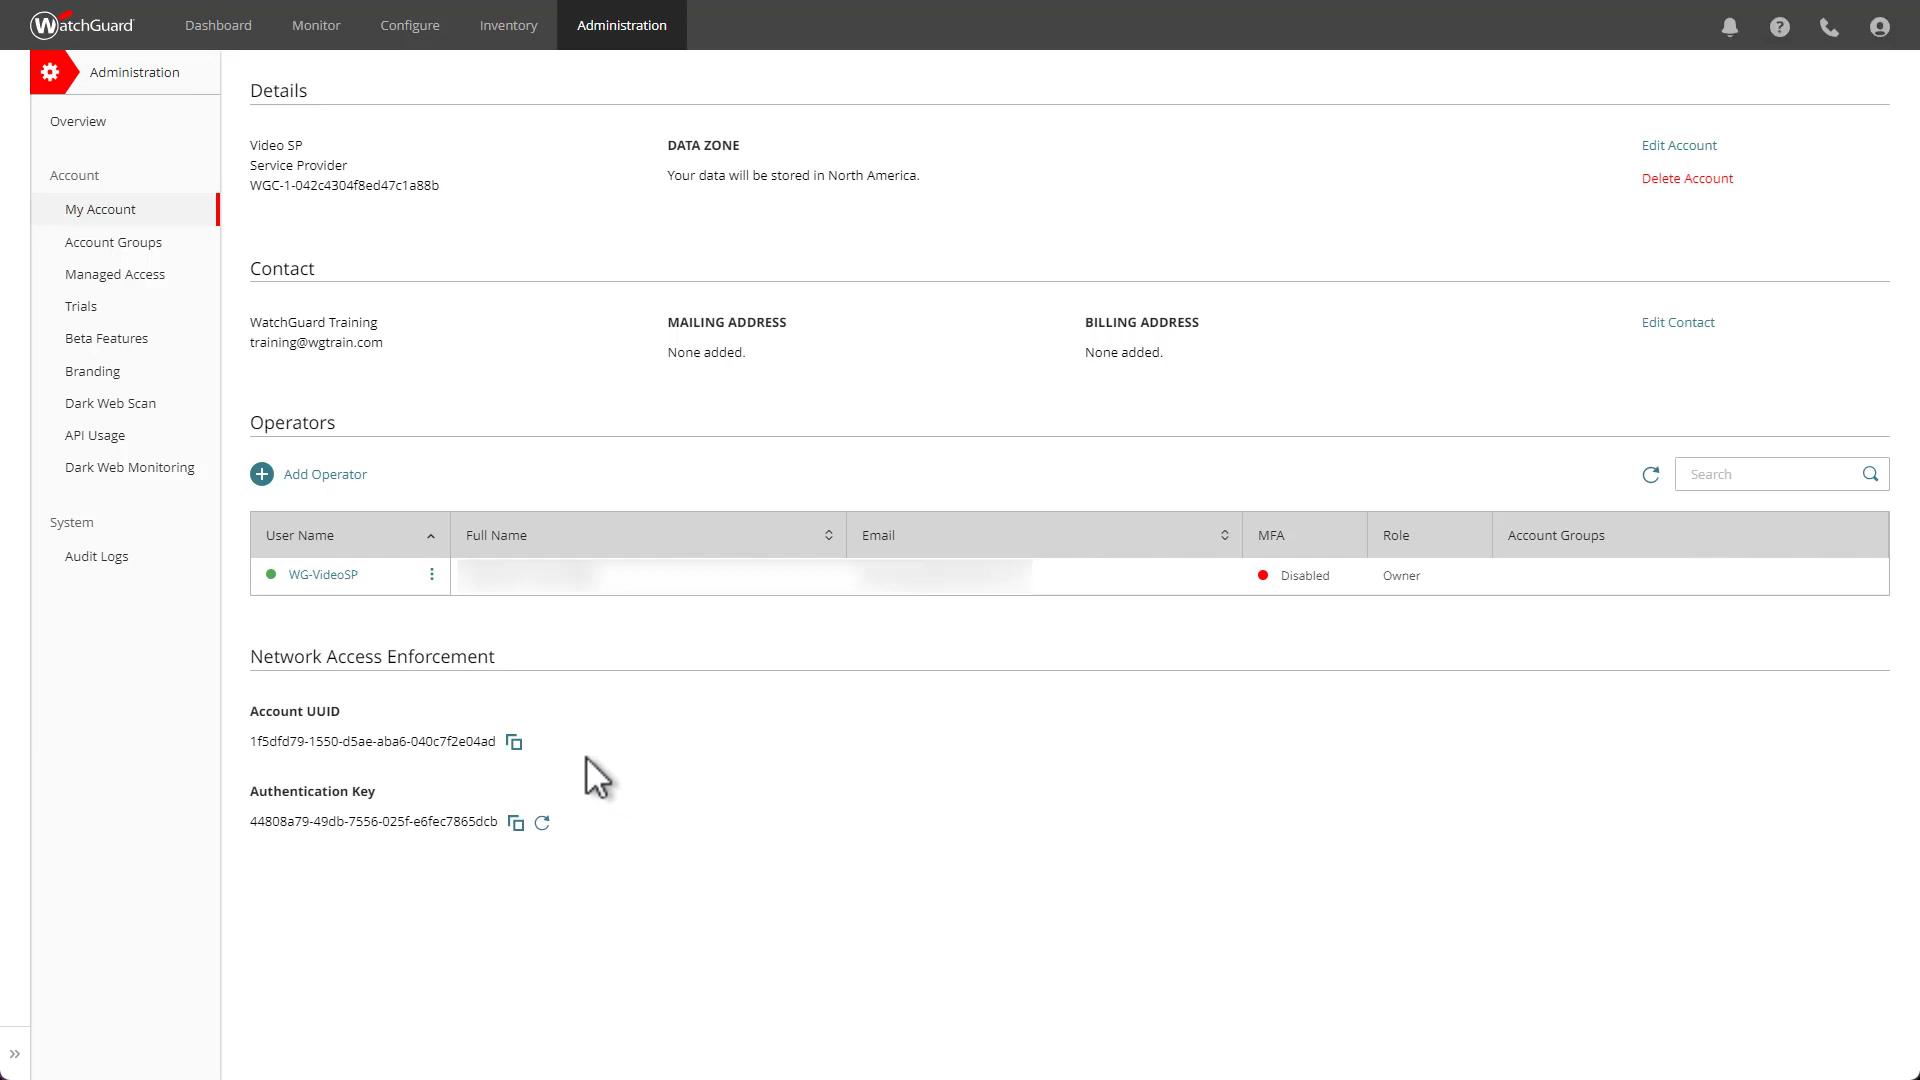 WatchGuard
Dashboard
Monitor
Configure
Inventory
Administration
Administration
Overview
Account
My Account
Account Groups
Managed Access
Trials
Beta Features
Branding
Dark Web Scan
API Usage
Dark Web Monitoring
System
Audit Logs
Details
Video SP
Service Provider
WGC-1-042c4304f8ed47c1a88b
DATA ZONE
Your data will be stored in North America.
Edit Account
Delete Account
Contact
WatchGuard Training
training@wgtrain.com
MAILING ADDRESS
None added.
BILLING ADDRESS
None added.
Edit Contact
Operators
Add Operator
Search
User Name
Full Name
Email
MFA
Role
Account Groups
WG-VideoSP
Disabled
Owner
Network Access Enforcement
Account UUID
1f5dfd79-1550-d5ae-aba6-040c7f2e04ad
Authentication Key
44808a79-49db-7556-025f-e6fec7865dcb